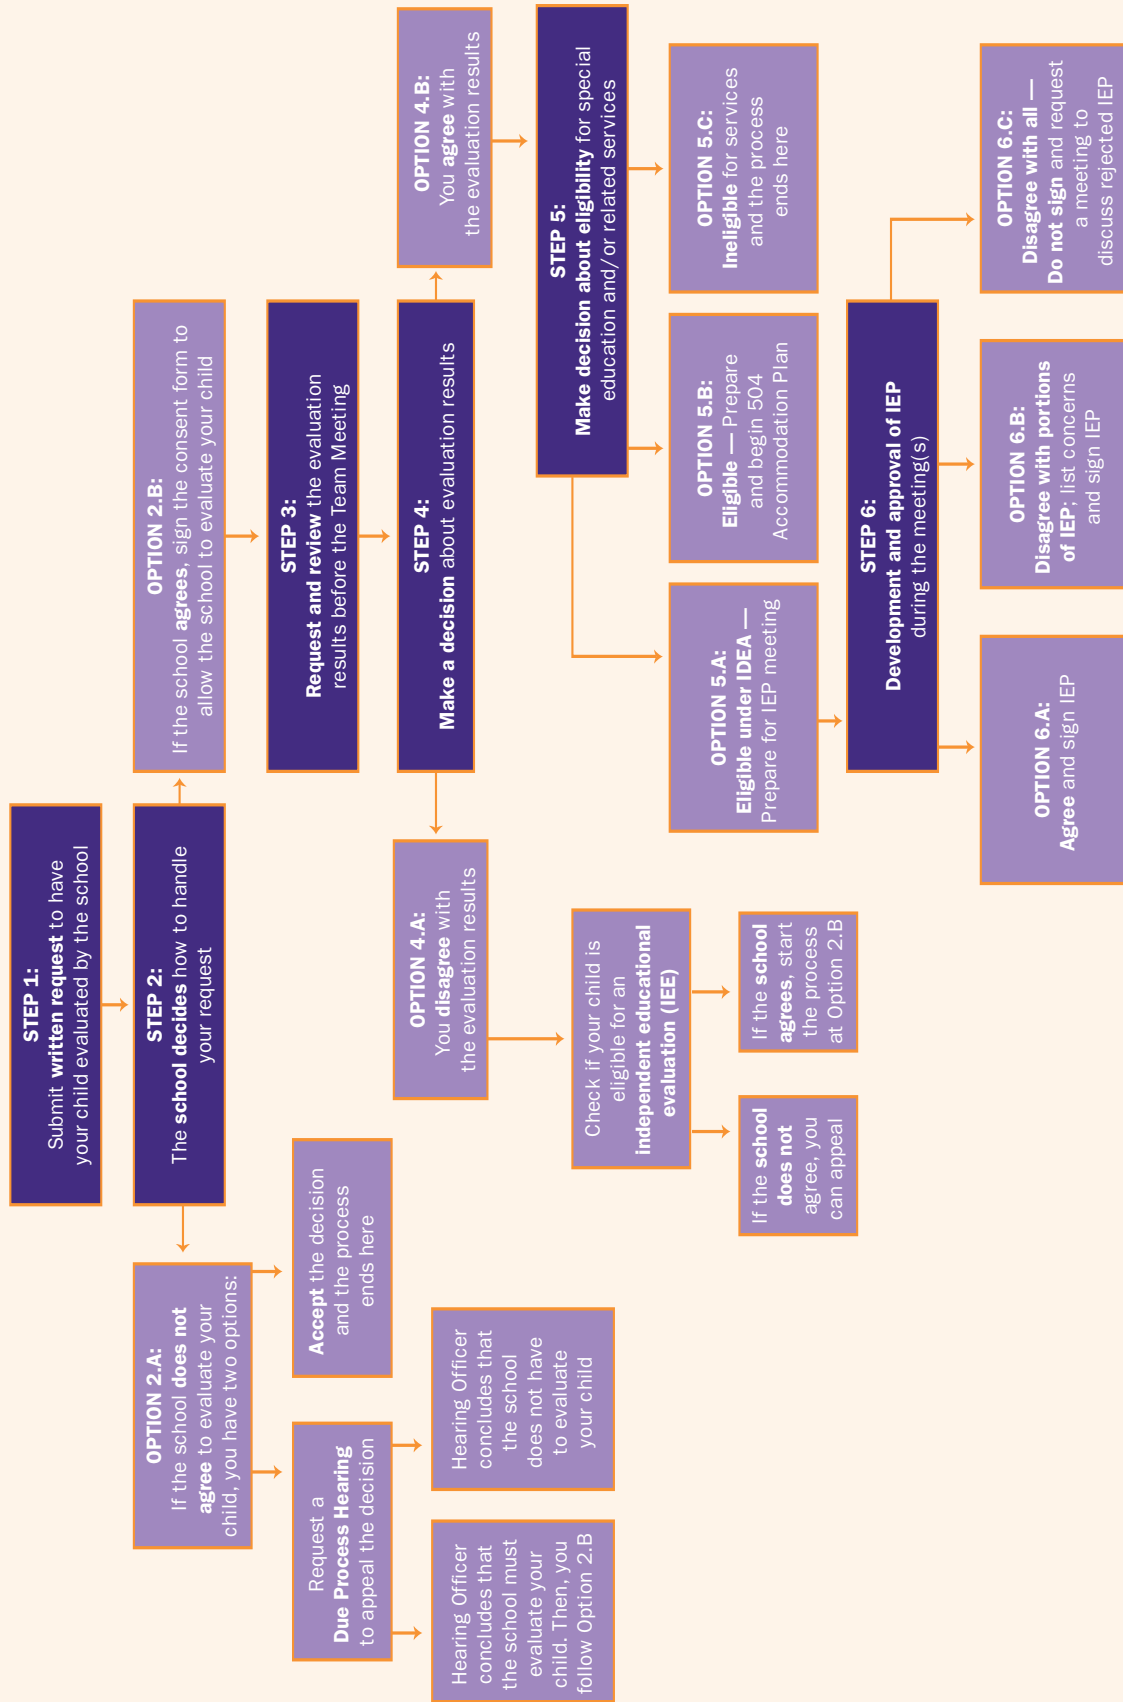 STEP 1:
Submit written request to have
your child evaluated by the school
STEP 2:
The school decides how to handle
your request
OPTION 2.A:
If the school does not
agree to evaluate your
child, you have two options:
Request a
Due Process Hearing
to appeal the decision
Hearing Officer
concludes that
the school must
evaluate your
child. Then, you
follow Option 2.B
Hearing Officer
concludes that
the school
does not have
to evaluate
your child
Accept the decision
and the process
ends here
OPTION 2.B:
If the school agrees, sign the consent form to
allow the school to evaluate your child
STEP 3:
Request and review the evaluation
results before the Team Meeting
STEP 4:
Make a decision about evaluation results
OPTION 4.A:
You disagree with
the evaluation results
Check if your child is
eligible for an
independent educational
evaluation (IEE)
If the school
does not
agree, you
can appeal
If the school
agrees, start
the process
at Option 2.B
OPTION 4.B:
You agree with
the evaluation results
STEP 5:
Make decision about eligibility for special
education and/or related services
OPTION 5.A:
Eligible under IDEA —
Prepare for IEP meeting
OPTION 5.B:
Eligible — Prepare
and begin 504
Accommodation Plan
OPTION 5.C:
Ineligible for services
and the process
ends here
STEP 6:
Development and approval of IEP
during the meeting(s)
OPTION 6.A:
Agree and sign IEP
OPTION 6.B:
Disagree with portions
of IEP; list concerns
and sign IEP
OPTION 6.C:
Disagree with all —
Do not sign and request
a meeting to
discuss rejected IEP